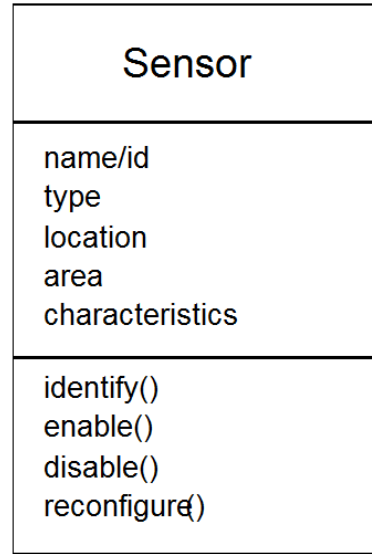 Sensor
name/id
type
location
area
characteristics
identify()
enable()
disable()
reconfigure()